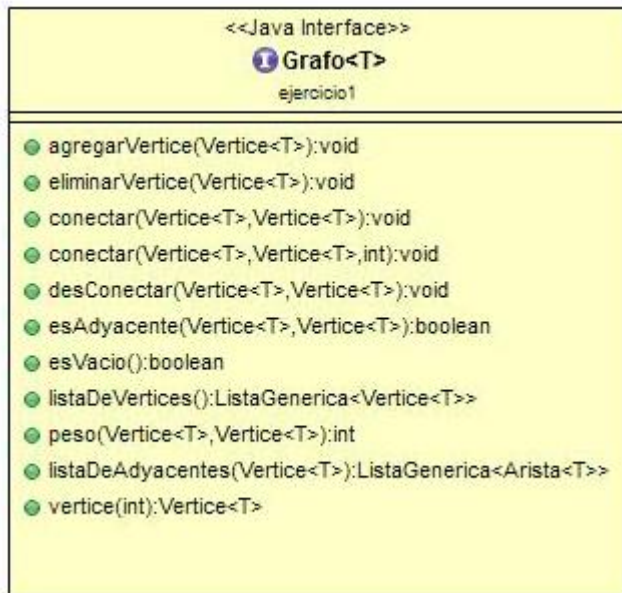 <<Java Interface>>
I Grafo<T>
ejercicio1
agregarVertice(Vertice<T>):void
eliminarVertice(Vertice<T>):void
conectar(Vertice<T>,Vertice<T>):void
conectar(Vertice<T>,Vertice<T>,int):void
desConectar(Vertice<T>,Vertice<T>):void
esAdyacente(Vertice<T>,Vertice<T>):boolean
esVacio():boolean
listaDeVertices():ListaGenerica<Vertice<T>>
peso(Vertice<T>,Vertice<T>):int
listaDeAdyacentes(Vertice<T>):ListaGenerica<Arista<T>>
vertice(int):Vertice<T>